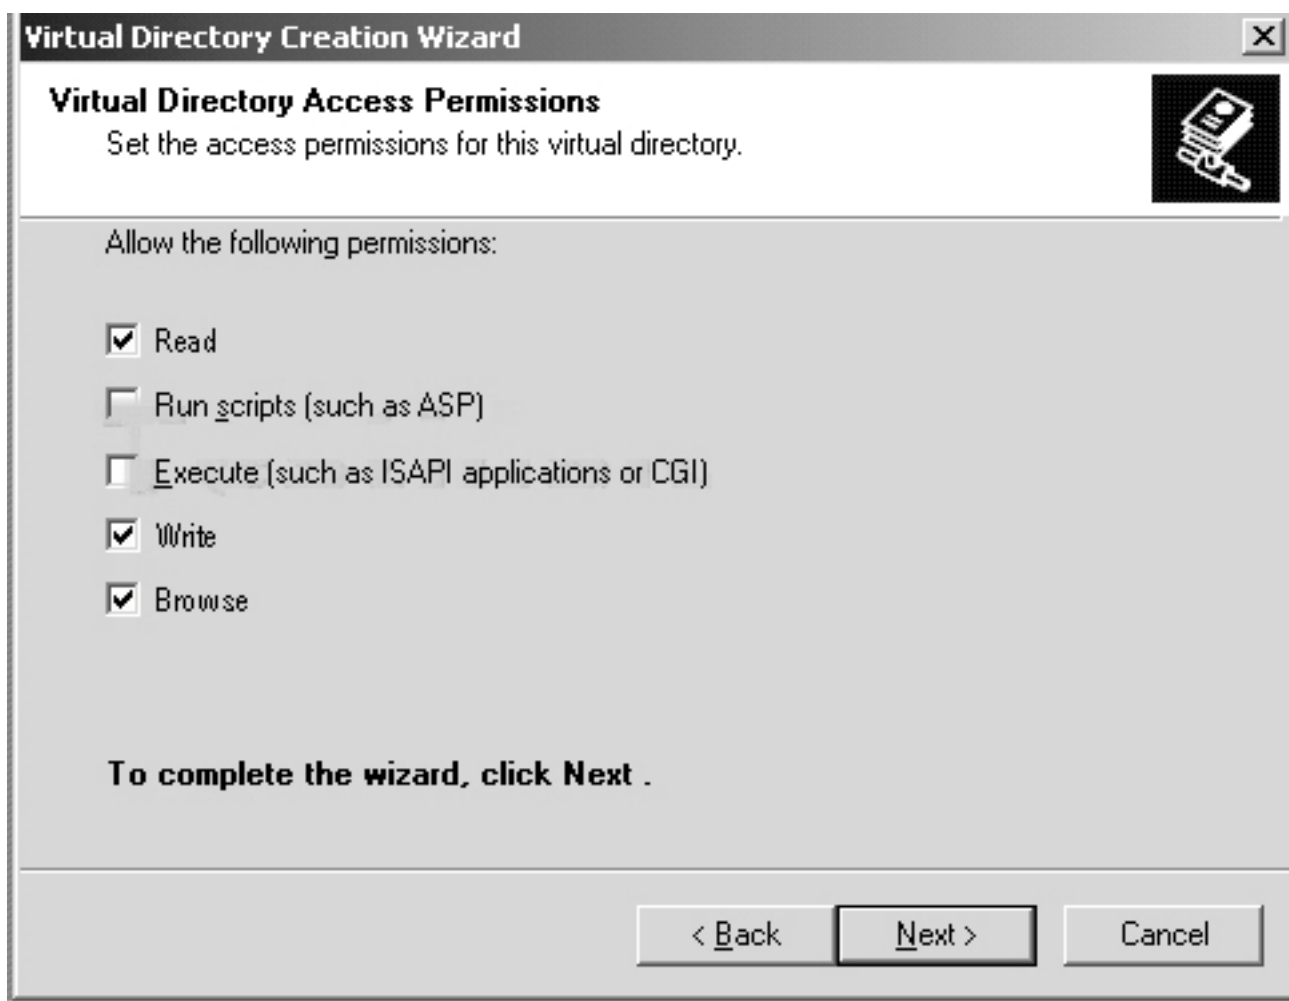 Virtual Directory Creation Wizard
Virtual Directory Access Permissions
Set the access permissions for this virtual directory.
Allow the following permissions:
Read
Run scripts (such as ASP)
Execute (such as ISAPI applications or CGI)
Write
Browse
To complete the wizard, click Next .
< Back Next > Cancel